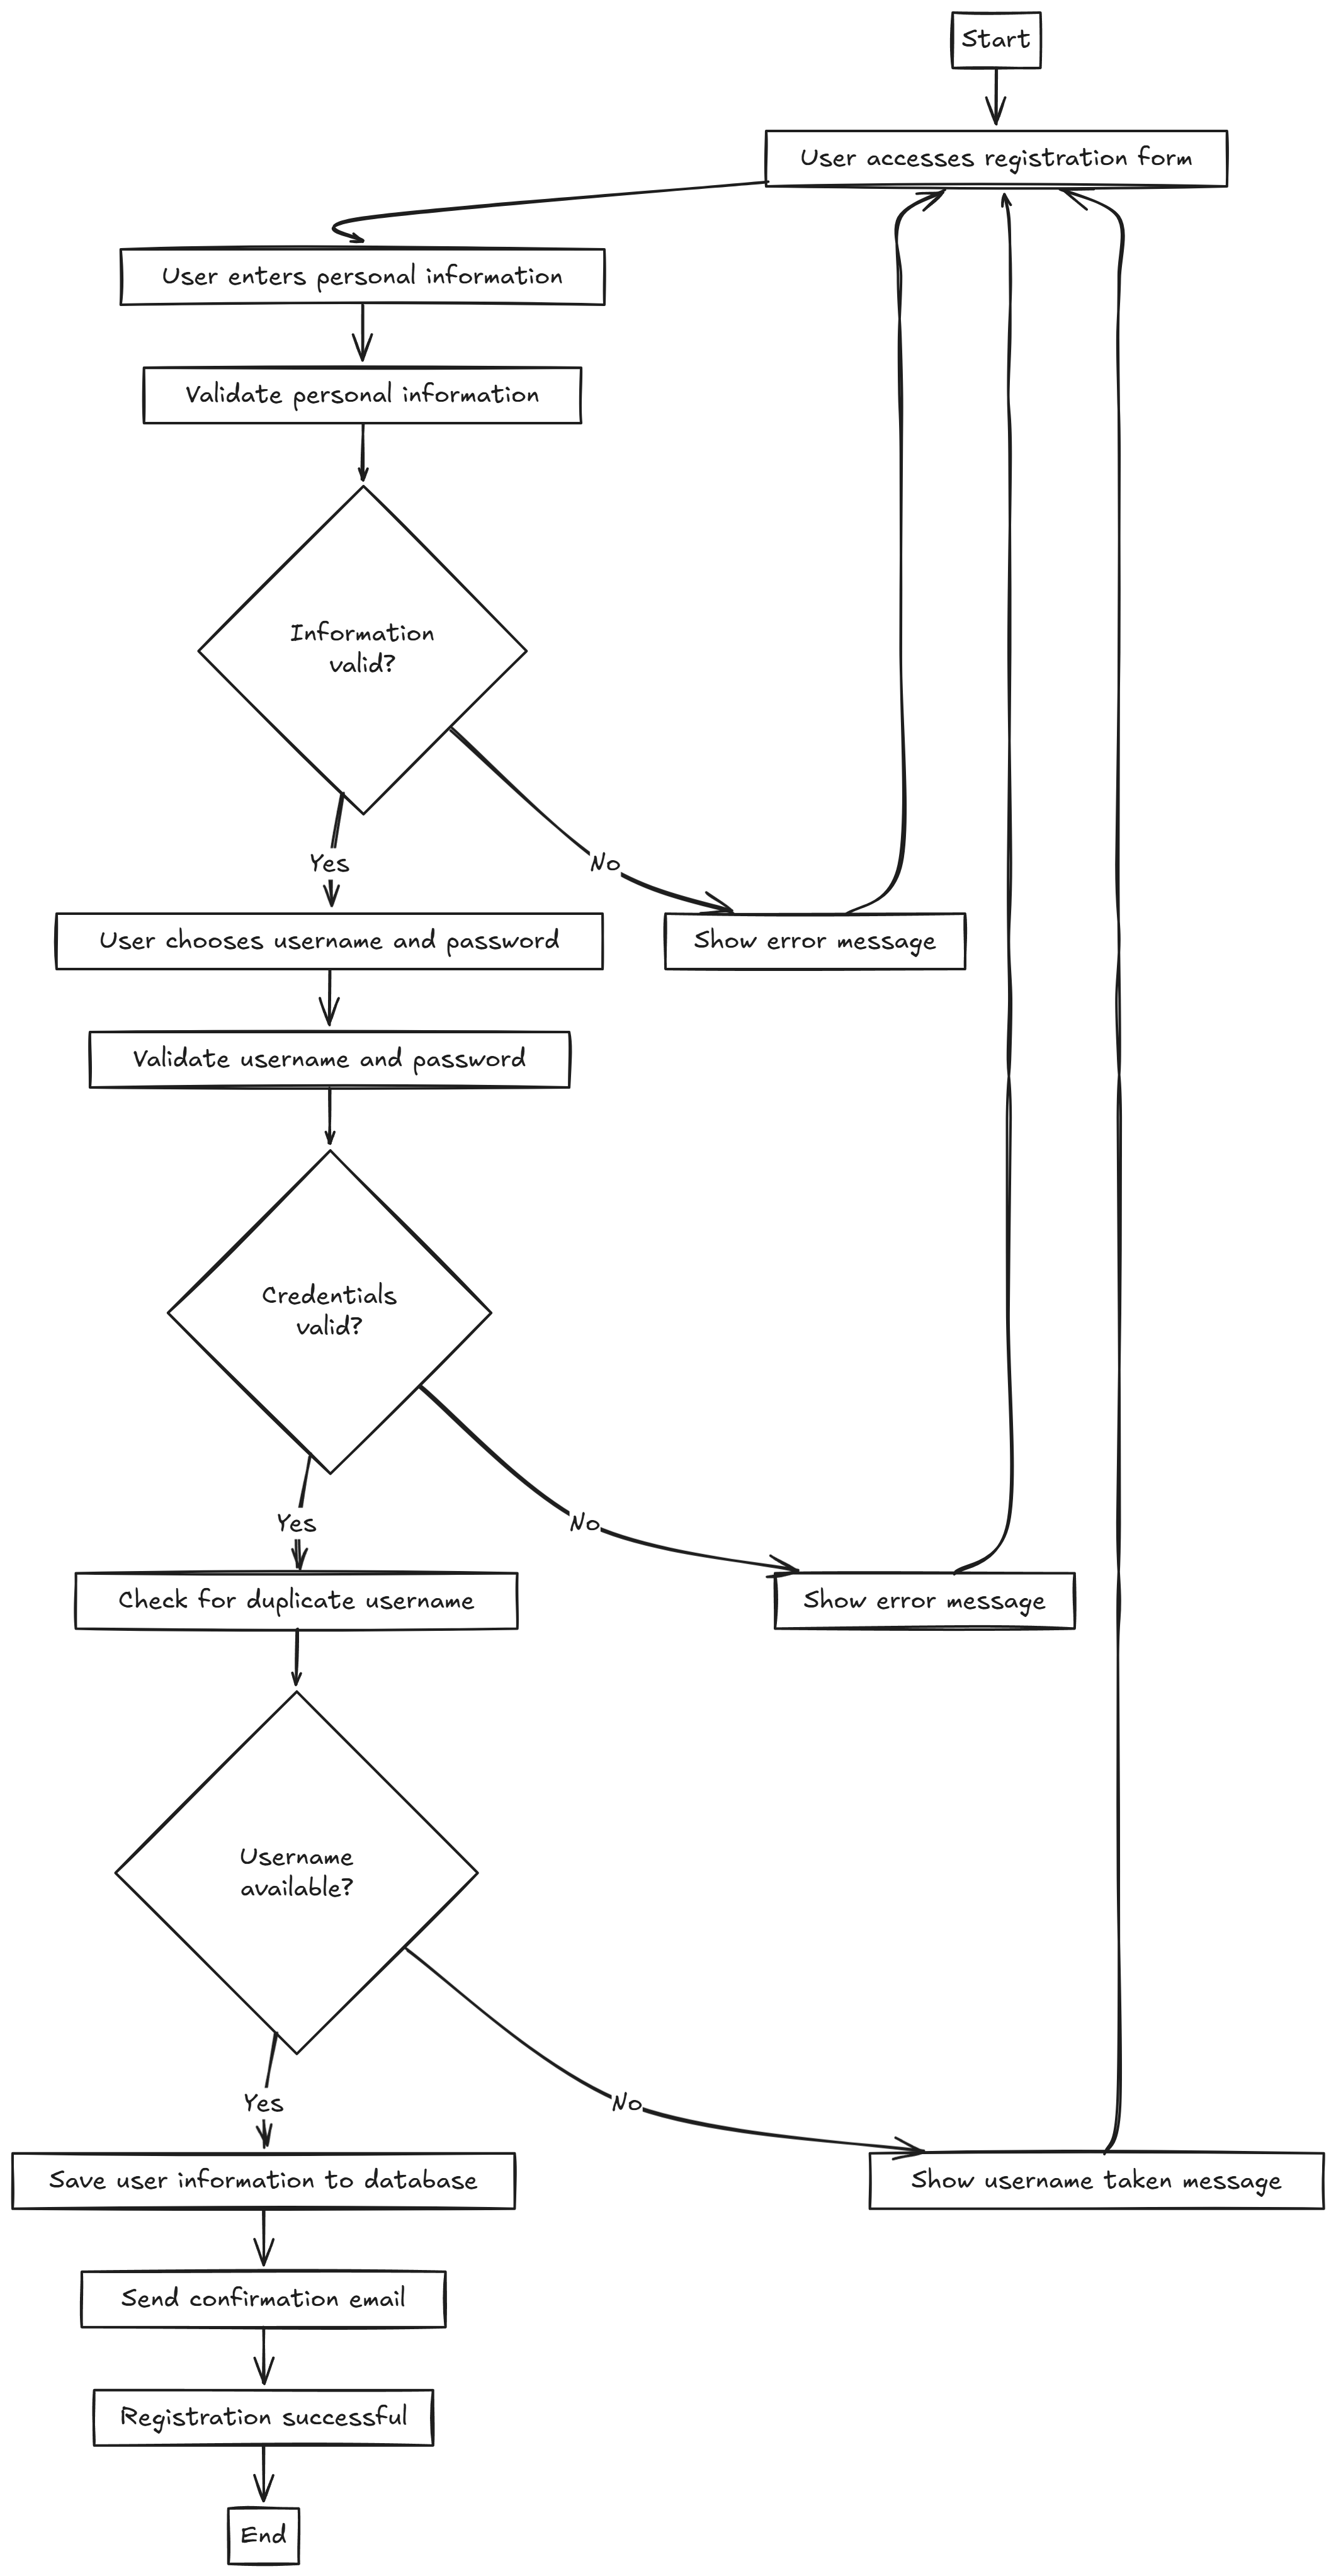 Start
User accesses registration form
User enters personal information
Validate personal information
Information
valid?
Yes
No
User chooses username and password
Show error message
Validate username and password
Credentials
valid?
Yes
No
Check for duplicate username
Show error message
Username
available?
Yes
No
Save user information to database
Show username taken message
Send confirmation email
Registration successful
End